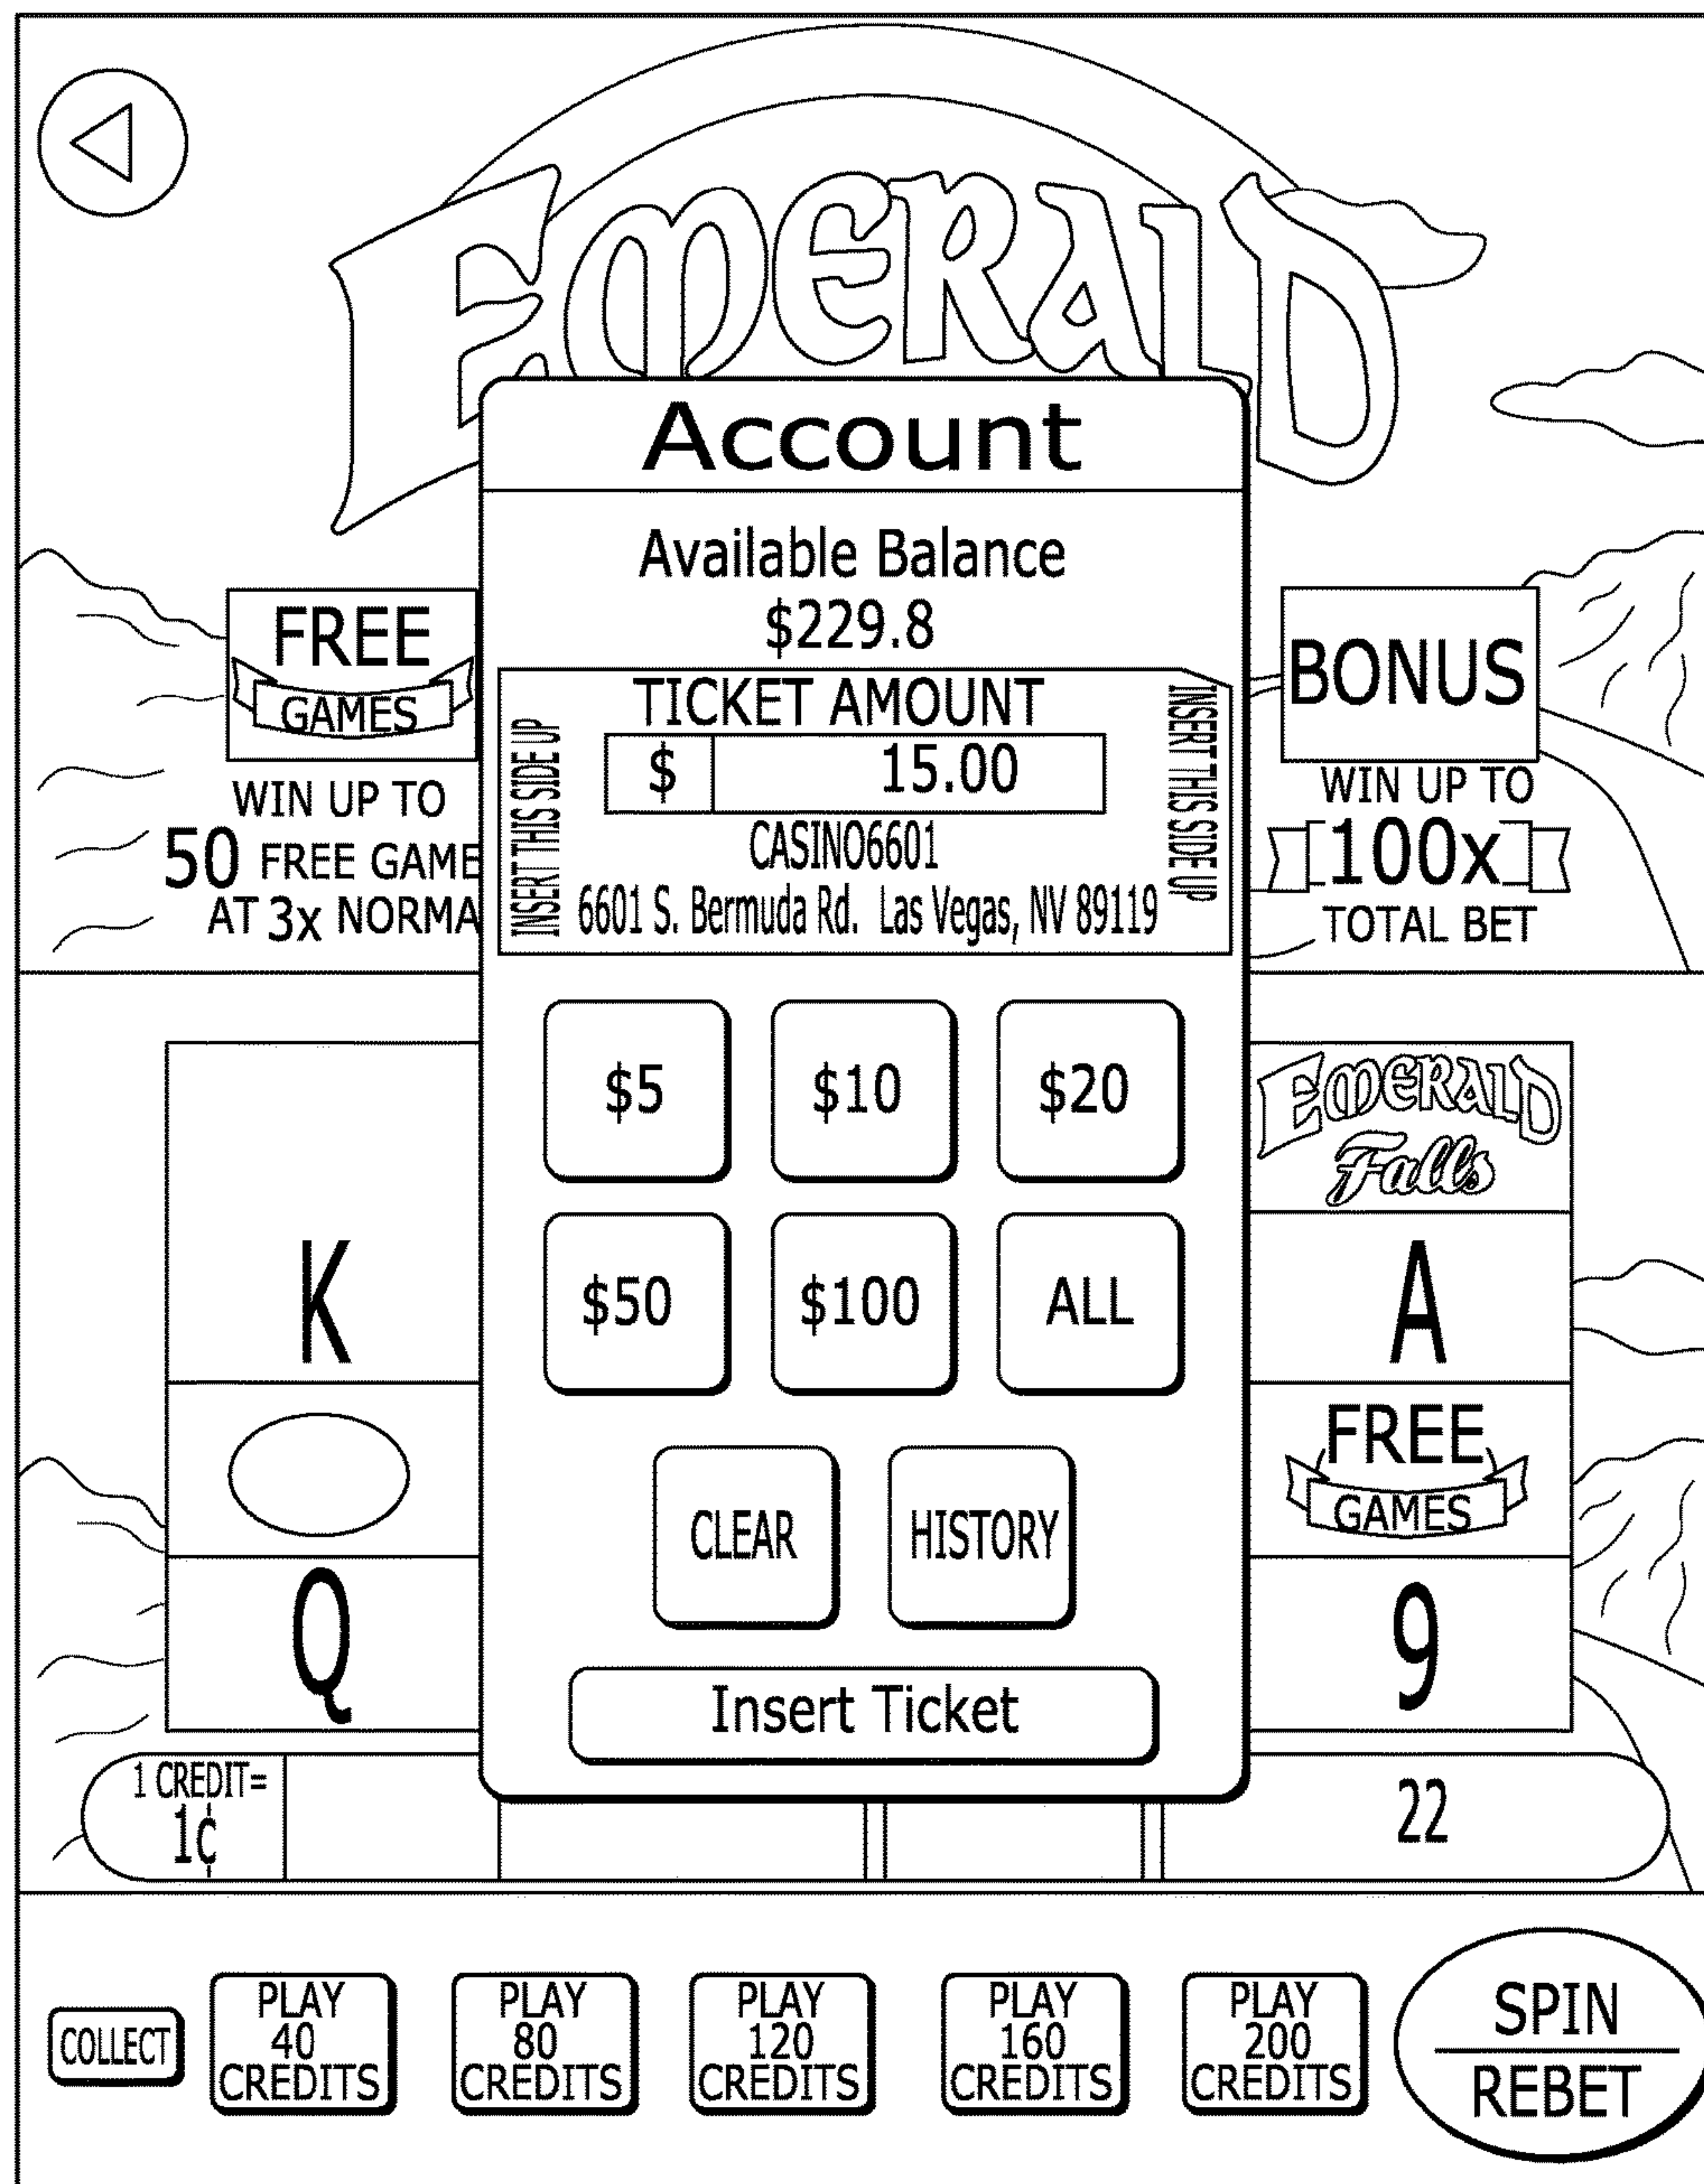 EMERALD
Account
Available Balance
$229.8
FREE
GAMES
WIN UP TO
50 FREE GAME
AT 3x NORMA
INSERT THIS SIDE UP
TICKET AMOUNT
$ 15.00
CASINO6601
6601 S. Bermuda Rd. Las Vegas, NV 89119
INSERT THIS SIDE UP
BONUS
WIN UP TO
100x
TOTAL BET
$5 $10 $20
$50 $100 ALL
CLEAR HISTORY
Insert Ticket
K
Q
EMERALD
Falls
A
FREE
GAMES
9
1 CREDIT=
1¢
22
COLLECT
PLAY
40
CREDITS
PLAY
80
CREDITS
PLAY
120
CREDITS
PLAY
160
CREDITS
PLAY
200
CREDITS
SPIN
REBET